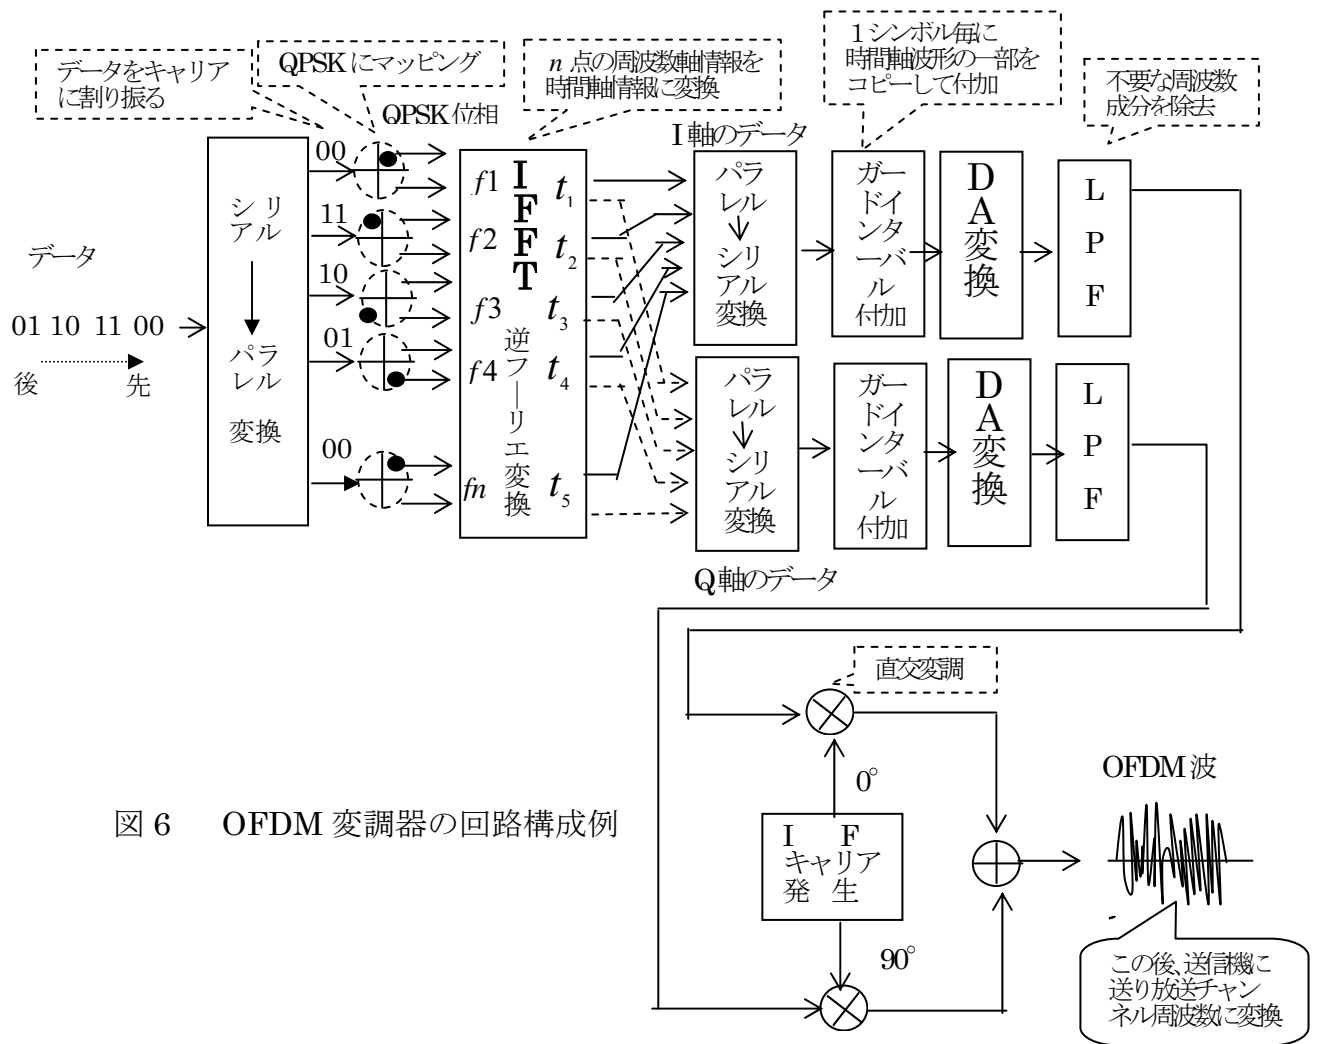 データをキャリア
に割り振る
QPSKにマッピング
n 点の周波数軸情報を
時間軸情報に変換
1シンボル毎に
時間軸波形の一部を
コピーして付加
不要な周波数
成分を除去
QPSK位相
I 軸のデータ
データ
01 10 11 00
後
先
シリ
アル
パラ
レル
変換
00
11
10
01
00
f1
f2
f3
f4
fn
IFFT
逆フーリエ変換
t1
t2
t3
t4
t5
パラ
レル
シリ
アル
変換
ガー
ドイ
ンタ
ーバ
ル
付加
DA変換
LPF
パラ
レル
シリ
アル
変換
ガー
ドイ
ンタ
ーバ
ル
付加
DA変換
LPF
Q軸のデータ
直交変調
0°
I F
キャリア
発 生
90°
OFDM波
この後、送信機に
送り放送チャン
ネル周波数に変換
図 6 OFDM 変調器の回路構成例